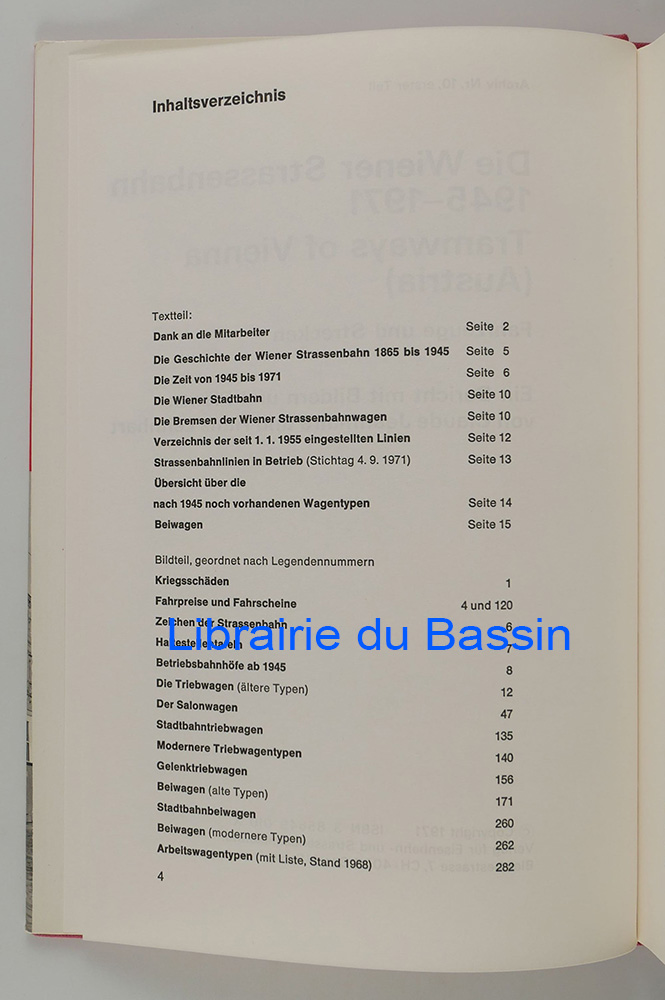 Inhaltsverzeichnis
Textteil:
Dank an die Mitarbeiter Seite 2
Die Geschichte der Wiener Strassenbahn 1865 bis 1945 Seite 5
Die Zeit von 1945 bis 1971 Seite 6
Die Wiener Stadtbahn Seite 10
Die Bremsen der Wiener Strassenbahnwagen Seite 10
Verzeichnis der seit 1. 1. 1955 eingestellten Linien Seite 12
Strassenbahnlinien in Betrieb (Stichtag 4. 9. 1971) Seite 13
Übersicht über die
nach 1945 noch vorhandenen Wagentypen Seite 14
Beiwagen Seite 15
Bildteil, geordnet nach Legendennummern
Kriegsschäden 1
Fahrpreise und Fahrscheine 4 und 120
Zeichen der Strassenbahn 6
Haltestellentafeln 7
Librairie du Bassin
Betriebsbahnhöfe ab 1945 8
Die Triebwagen (ältere Typen) 12
Der Salonwagen 47
Stadtbahntriebwagen 135
Modernere Triebwagentypen 140
Gelenktriebwagen 156
Beiwagen (alte Typen) 171
Stadtbahnbeiwagen 260
Beiwagen (modernere Typen) 262
Arbeitswagentypen (mit Liste, Stand 1968) 282
4